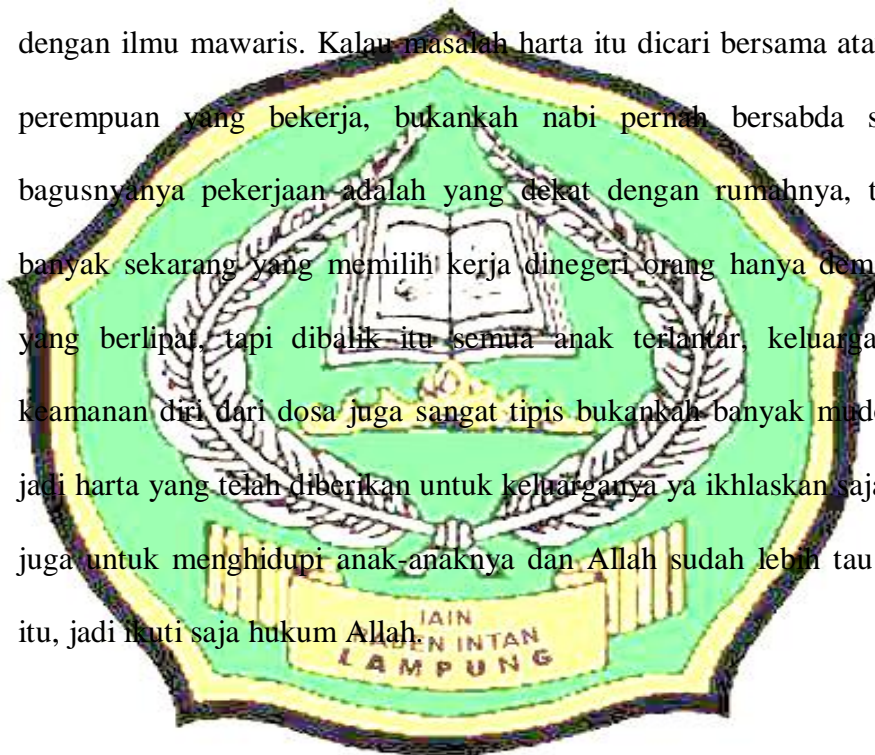 dengan ilmu mawaris. Kalau masalah harta itu dicari bersama ata
perempuan yang bekerja, bukankah nabi pernah bersabda s
bagusnyanya pekerjaan adalah yang dekat dengan rumahnya, t
banyak sekarang yang memilih kerja dinegeri orang hanya dem
yang berlipat, tapi dibalik itu semua anak terlantar, keluarga
keamanan diri dari dosa juga sangat tipis bukankah banyak mud
jadi harta yang telah diberikan untuk keluarganya ya ikhlaskan saja
juga untuk menghidupi anak-anaknya dan Allah sudah lebih tau
itu, jadi ikuti saja hukum Allah.
IAIN
RADEN INTAN
LAMPUNG